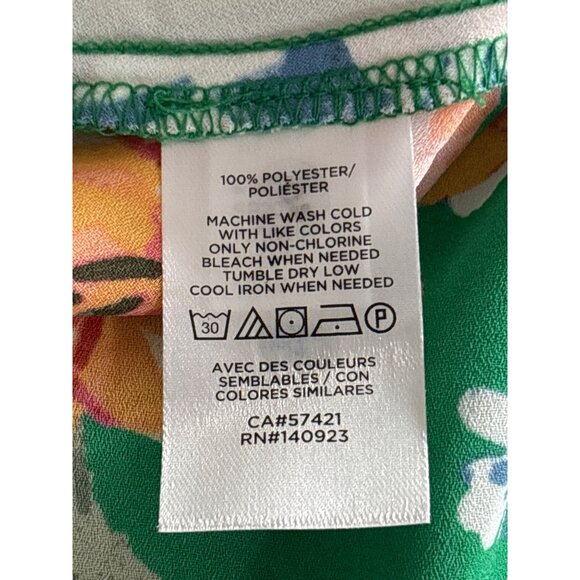 100% POLYESTER/
POLIÉSTER
MACHINE WASH COLD
WITH LIKE COLORS
ONLY NON-CHLORINE
BLEACH WHEN NEEDED
TUMBLE DRY LOW
COOL IRON WHEN NEEDED
30 P
AVEC DES COULEURS
SEMBLABLES / CON
COLORES SIMILARES
CA#57421
RN#140923